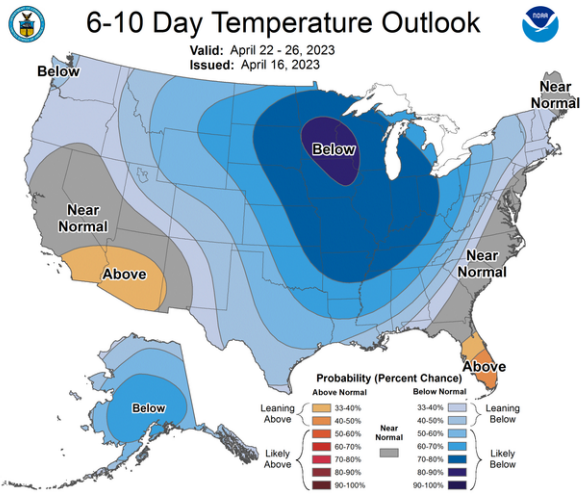 6-10 Day Temperature Outlook
Valid: April 22 - 26, 2023
Issued: April 16, 2023
NOAA
Below
Near
Normal
Below
Near
Normal
Above
Near
Normal
Above
Below
Probability (Percent Chance)
Above Normal
Below Normal
Leaning
Above
33-40%
40-50%
Likely
Above
50-60%
60-70%
70-80%
80-90%
90-100%
Near
Normal
33-40%
40-50%
Leaning
Below
50-60%
60-70%
70-80%
80-90%
90-100%
Likely
Below